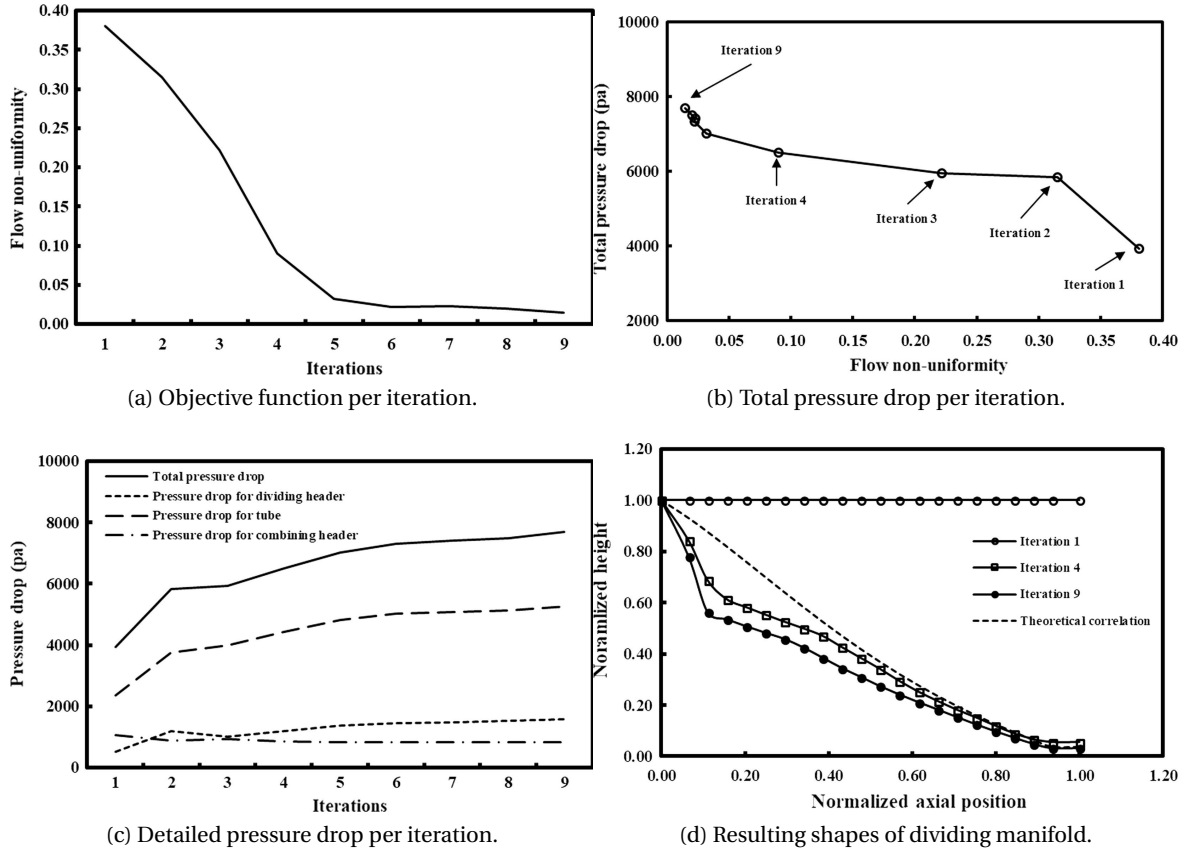 0.40
0.35
0.30
0.25
0.20
0.15
0.10
0.05
0.00
Flow non-uniformity
1 2 3 4 5 6 7 8 9
Iterations
(a) Objective function per iteration.
10000
8000
6000
4000
2000
Total pressure drop (pa)
Iteration 9
Iteration 4
Iteration 3
Iteration 2
Iteration 1
0.00 0.05 0.10 0.15 0.20 0.25 0.30 0.35 0.40
Flow non-uniformity
(b) Total pressure drop per iteration.
10000
8000
6000
4000
2000
0
Pressure drop (pa)
Total pressure drop
Pressure drop for dividing header
Pressure drop for tube
Pressure drop for combining header
1 2 3 4 5 6 7 8 9
Iterations
(c) Detailed pressure drop per iteration.
1.20
1.00
0.80
0.60
0.40
0.20
0.00
Noramlized height
Iteration 1
Iteration 4
Iteration 9
Theoretical correlation
0.00 0.20 0.40 0.60 0.80 1.00 1.20
Normalized axial position
(d) Resulting shapes of dividing manifold.